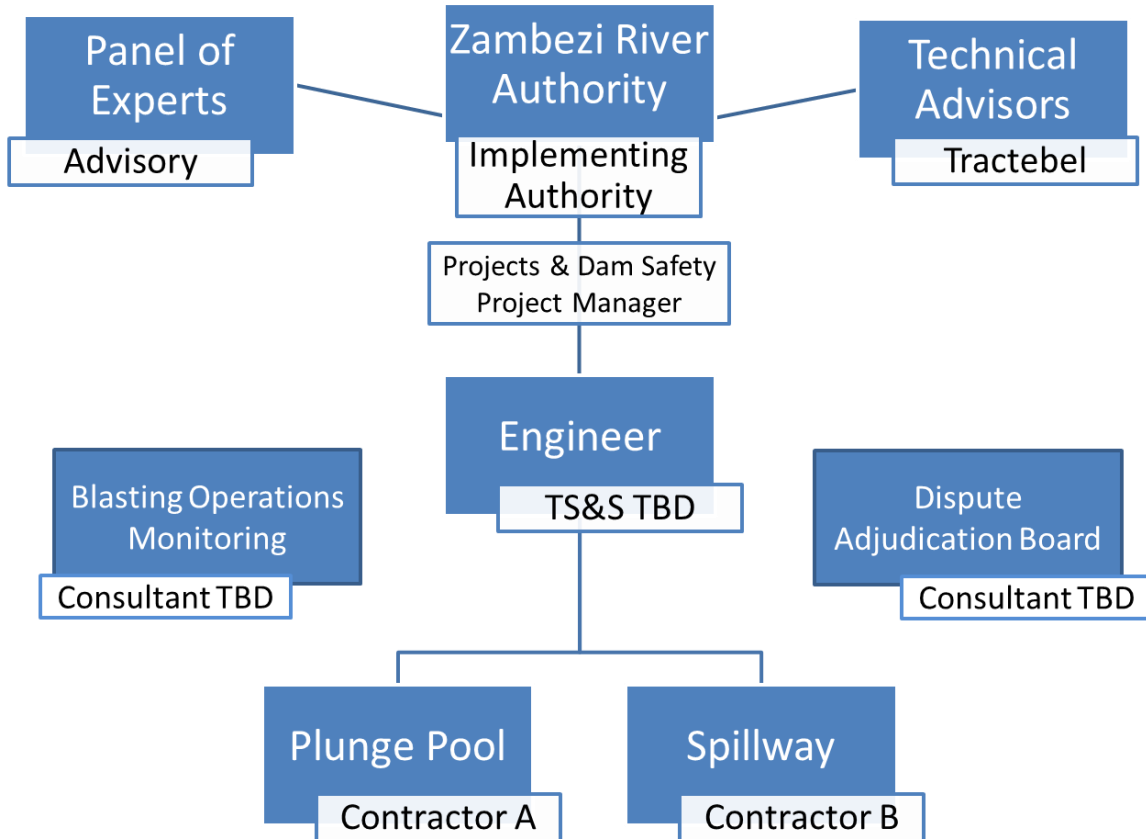 Panel of
Experts
Advisory
Zambezi River
Authority
Implementing
Authority
Technical
Advisors
Tractebel
Projects & Dam Safety
Project Manager
Engineer
TS&S TBD
Blasting Operations
Monitoring
Consultant TBD
Dispute
Adjudication Board
Consultant TBD
Plunge Pool
Contractor A
Spillway
Contractor B